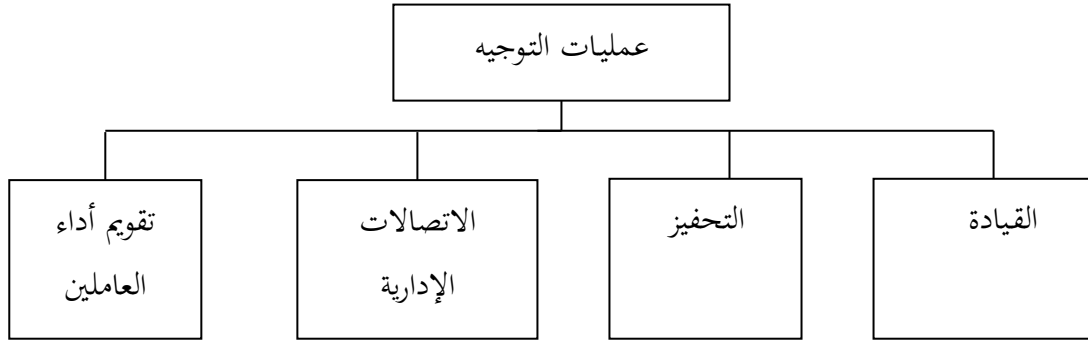 عمليات التوجيه
القيادة
التحفيز
الاتصالات
الإدارية
تقويم أداء
العاملين